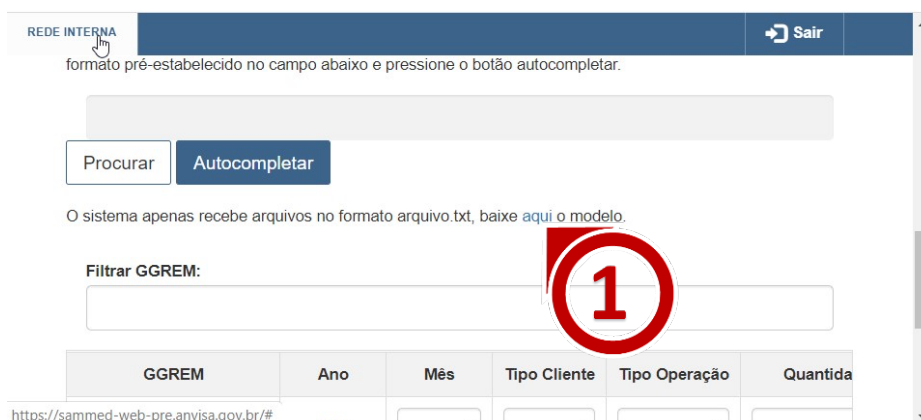 REDE INTERNA
Sair
formato pré-estabelecido no campo abaixo e pressione o botão autocompletar.
Procurar
Autocompletar
O sistema apenas recebe arquivos no formato arquivo.txt, baixe aqui o modelo.
1
Filtrar GGREM:
GGREM Ano Mês Tipo Cliente Tipo Operação Quantida
https://sammed-web-pre.anvisa.gov.br/#